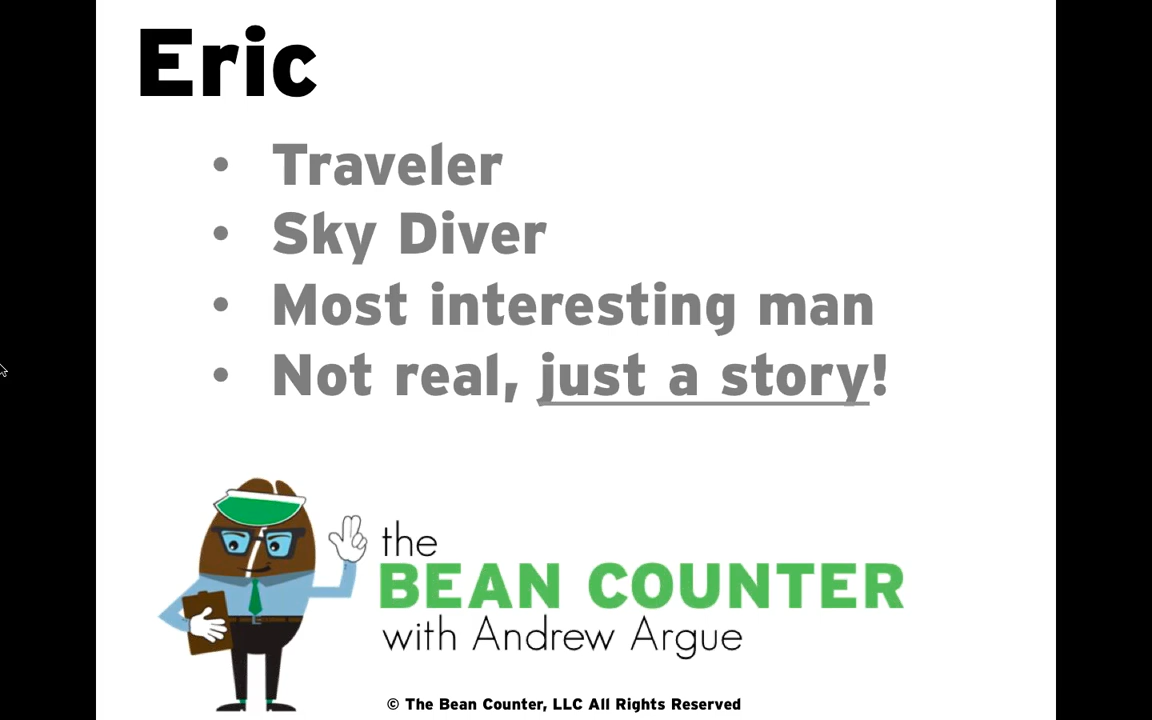 Eric
• Traveler
• Sky Diver
• Most interesting man
• Not real, just a story!
the
BEAN COUNTER
with Andrew Argue
© The Bean Counter, LLC All Rights Reserved